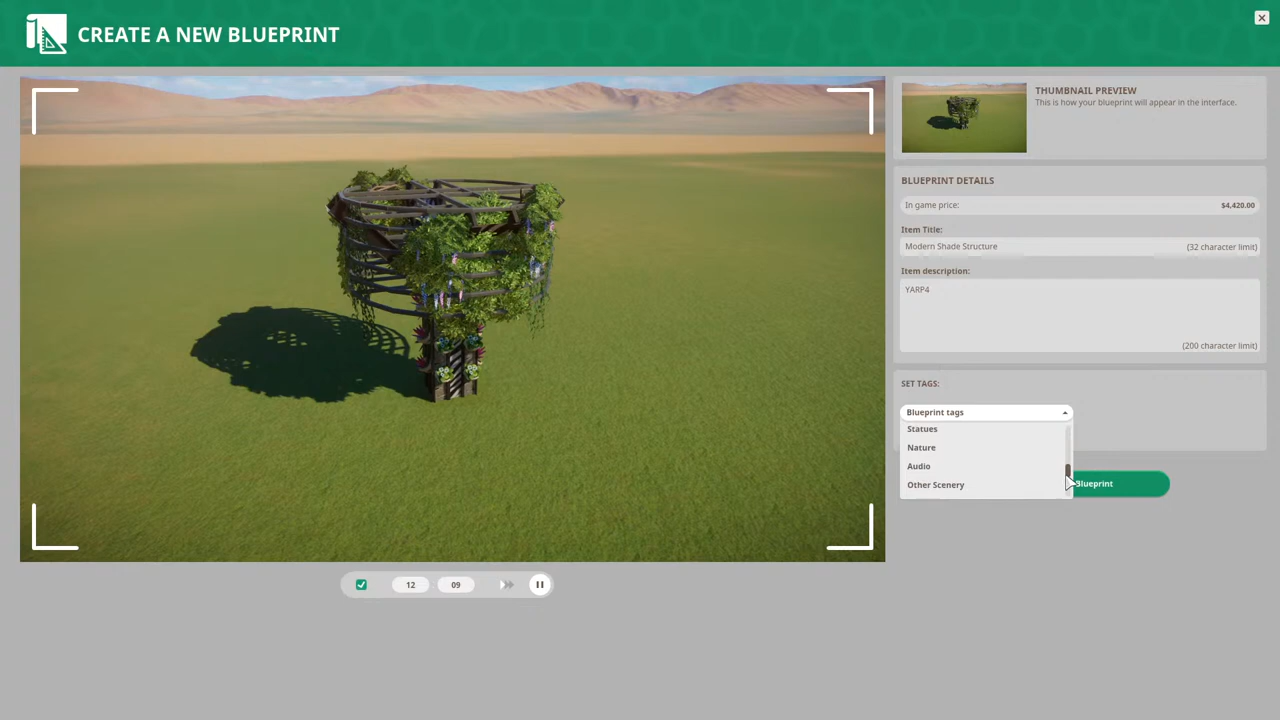 CREATE A NEW BLUEPRINT
THUMBNAIL PREVIEW
This is how your blueprint will appear in the interface.
BLUEPRINT DETAILS
In game price: $4,420.00
Item Title:
Modern Shade Structure (32 character limit)
Item description:
YARP4
(200 character limit)
SET TAGS:
Blueprint tags
Statues
Nature
Audio
Other Scenery
Blueprint
12 09